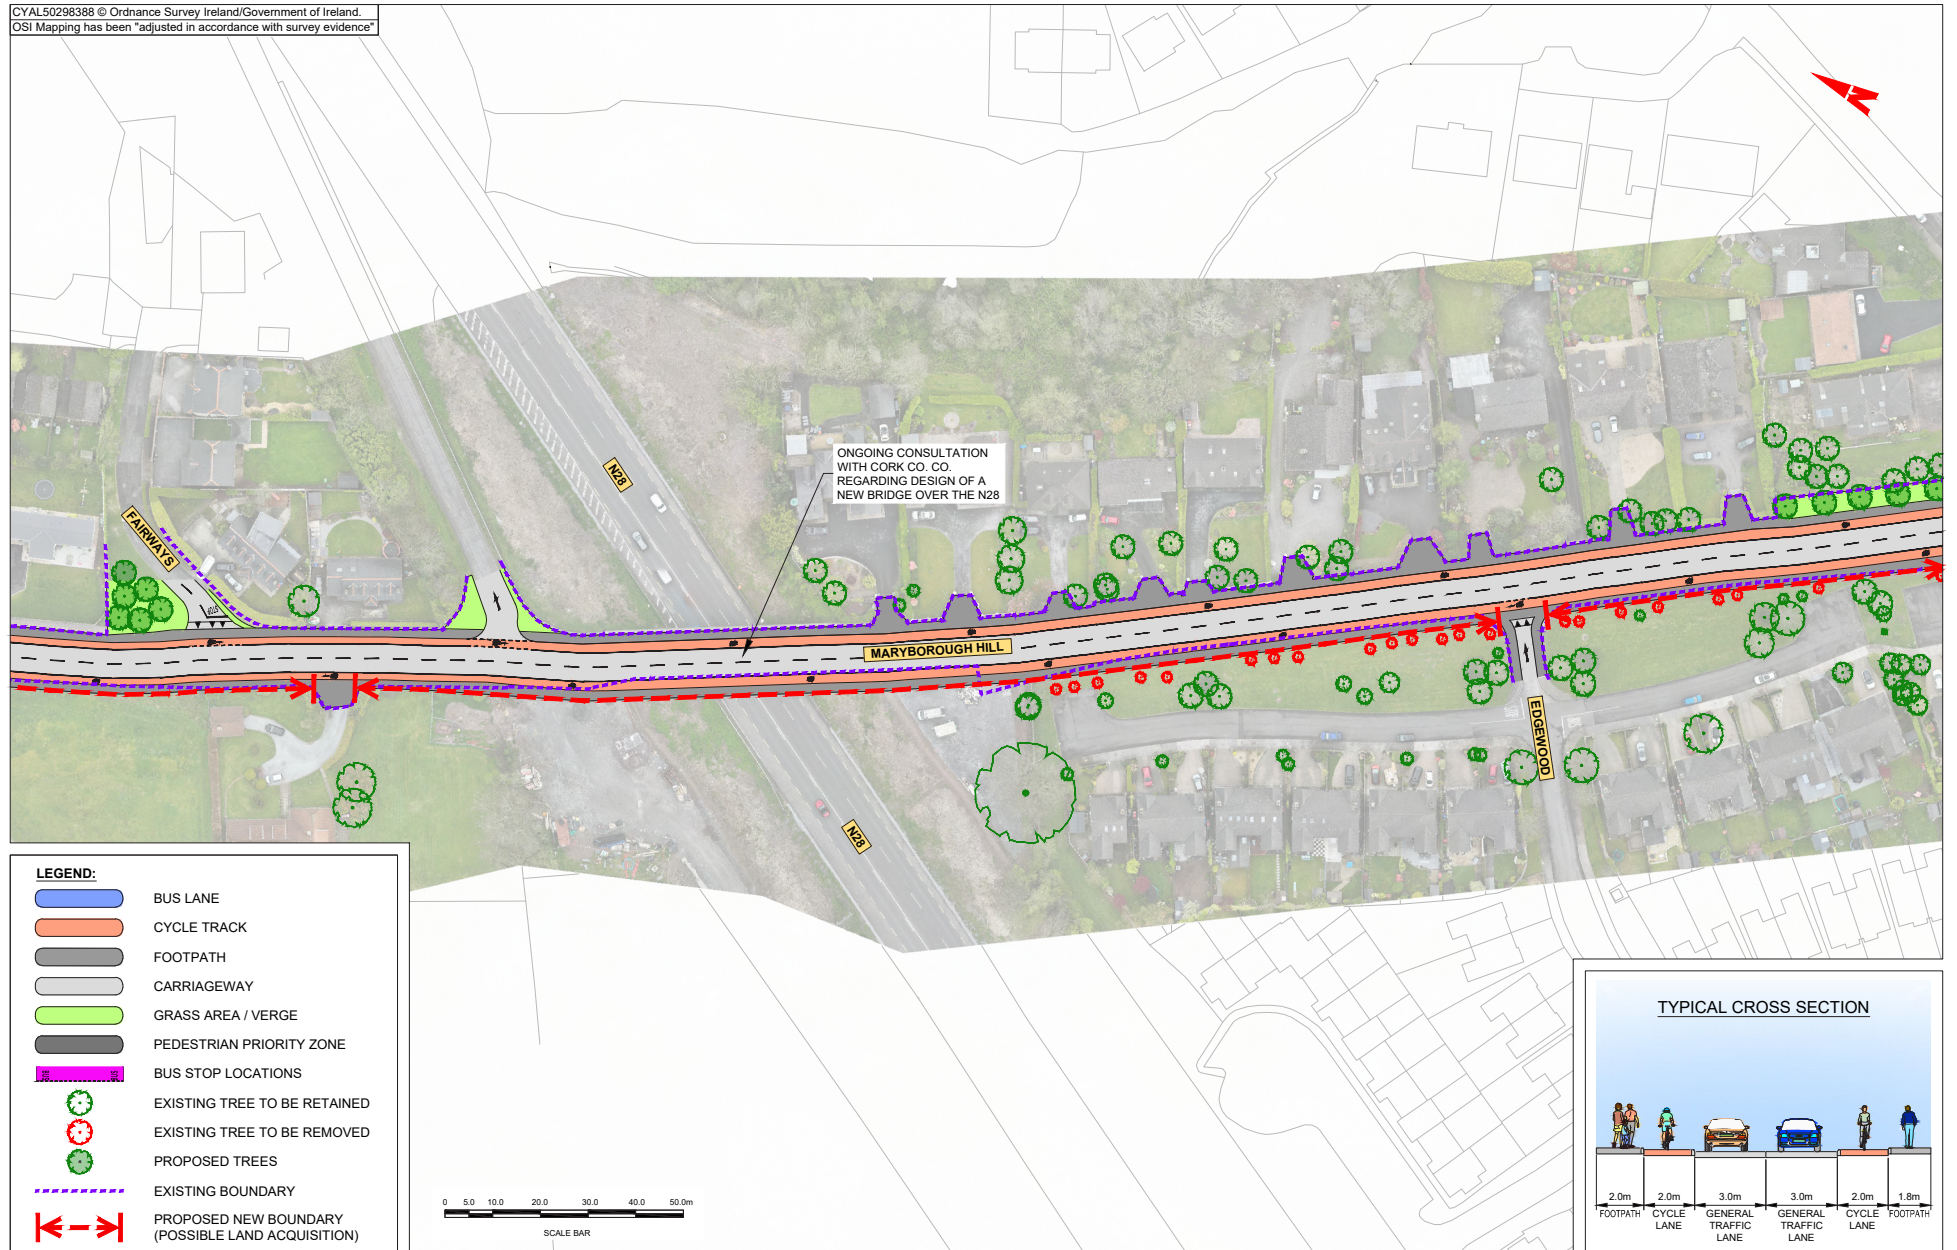 CYAL50298388 © Ordnance Survey Ireland/Government of Ireland.
OSI Mapping has been "adjusted in accordance with survey evidence"
N
FAIRWAYS
STOP
N28
ONGOING CONSULTATION
WITH CORK CO. CO.
REGARDING DESIGN OF A
NEW BRIDGE OVER THE N28
MARYBOROUGH HILL
EDGEWOOD
N28
LEGEND:
BUS LANE
CYCLE TRACK
FOOTPATH
CARRIAGEWAY
GRASS AREA / VERGE
PEDESTRIAN PRIORITY ZONE
BUS BUS
BUS STOP LOCATIONS
EXISTING TREE TO BE RETAINED
EXISTING TREE TO BE REMOVED
PROPOSED TREES
EXISTING BOUNDARY
PROPOSED NEW BOUNDARY
(POSSIBLE LAND ACQUISITION)
0 5.0 10.0 20.0 30.0 40.0 50.0m
SCALE BAR
TYPICAL CROSS SECTION
2.0m 2.0m 3.0m 3.0m 2.0m 1.8m
FOOTPATH CYCLE GENERAL GENERAL CYCLE FOOTPATH
LANE TRAFFIC TRAFFIC LANE
LANE LANE